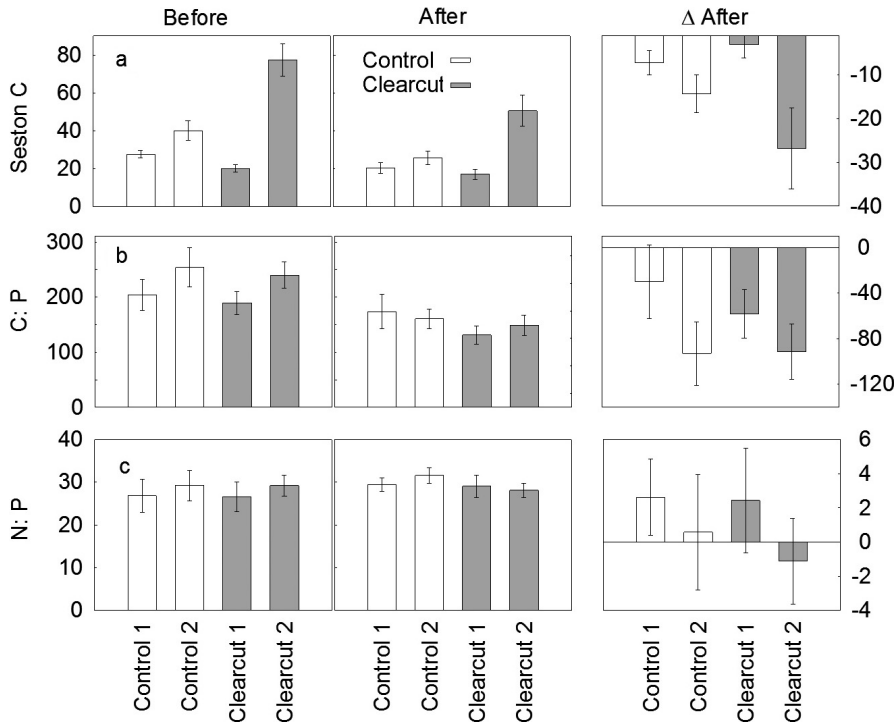 Before After Δ After
a
Control
Clearcut
Seston C
80
60
40
20
0
-10
-20
-30
-40
b
C: P
300
200
100
0
0
-40
-80
-120
c
N: P
40
30
20
10
0
6
4
2
0
-2
-4
Control 1
Control 2
Clearcut 1
Clearcut 2
Control 1
Control 2
Clearcut 1
Clearcut 2
Control 1
Control 2
Clearcut 1
Clearcut 2